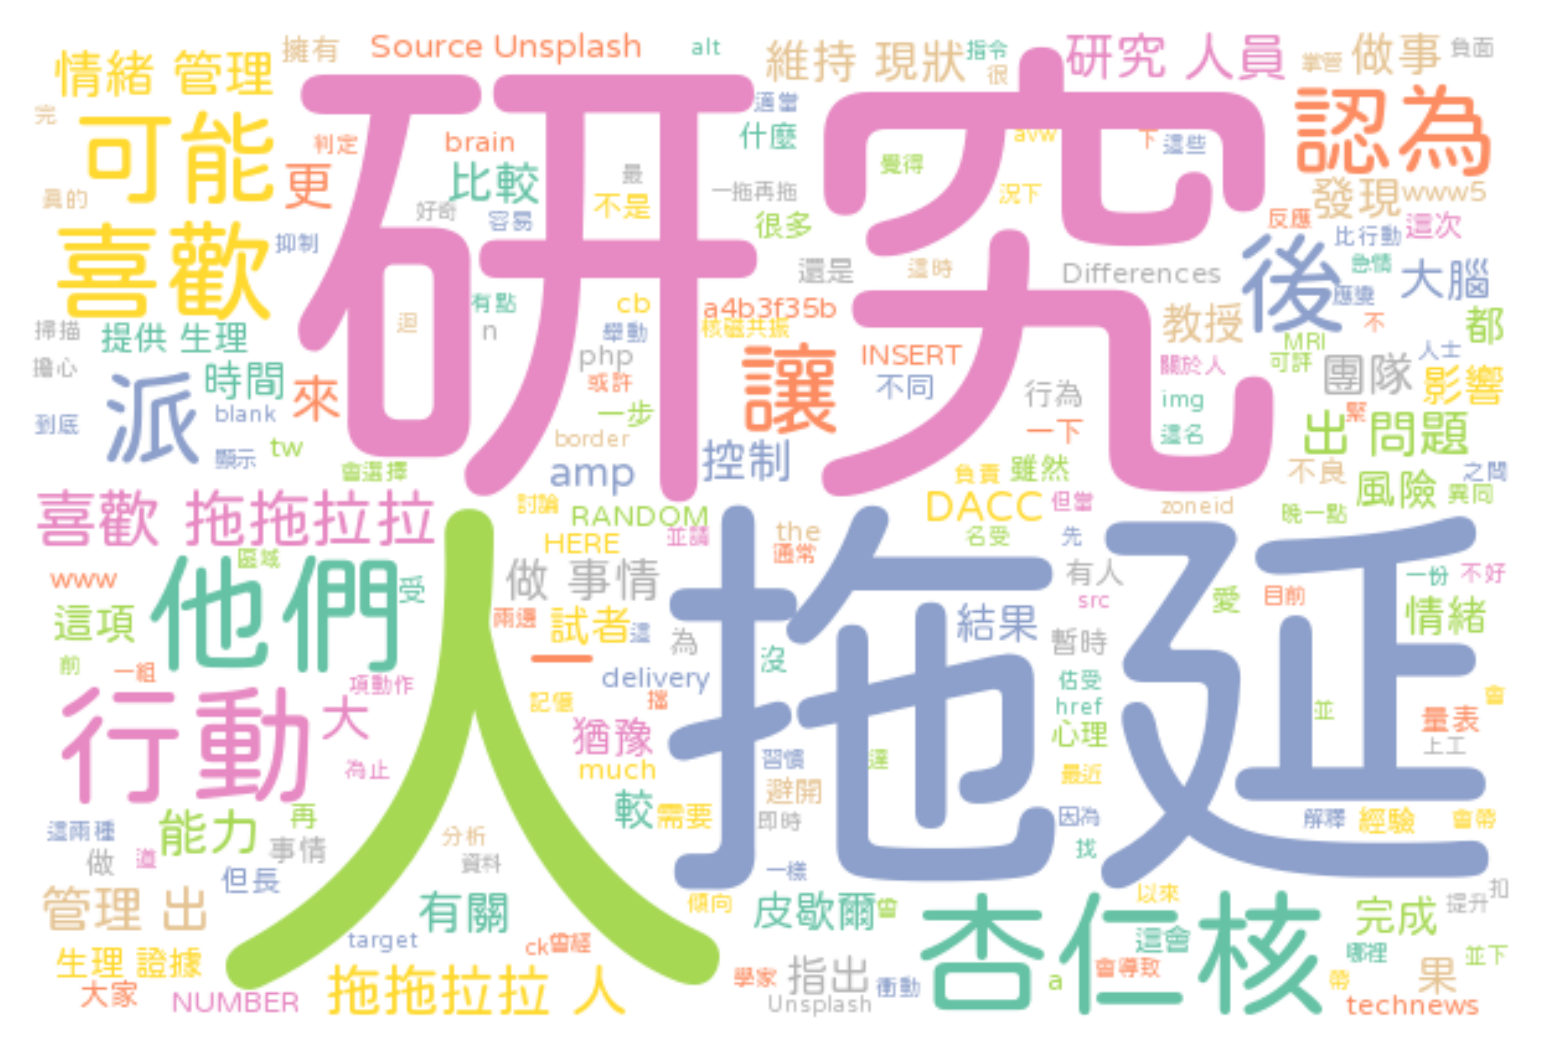 情緒 管理
擁有
Source Unsplash
alt
維持 現狀
指令
很
研究 人員
掌管
做事
負面
完
可能
判定
更
brain
比較
研究
最
不是
什麼
適當
一拖再拖
很多
覺得
avw
況下
下
這些
認為
發現
www5
真的
喜歡
抑制
好奇
容易
還是
這時
Differences
反應
比行動
這次
後
急情
應變
大腦
掃描
提供 生理
迴
有點
n
cb
舉動
a4b3f35b
核磁共振
教授
不
都
MRI
可評
人士
擔心
派
時間
來
blank
php
或許
讓
INSERT
不同
行為
關於人
img
團隊
影響
到底
顯示
tw
一步
border
一下
這名
緊
出 問題
會選擇
amp
控制
負責
雖然
不良
風險
之間
異同
喜歡 拖拖拉拉
討論
RANDOM
DACC
但當
zoneid
晚一點
HERE
並請
the
通常
名受
先
區域
www
他們
受
做 事情
有人
src
愛
目前
一份
不好
這項
人
兩邊
試者
這
為
拖延
結果
暫時
情緒
前
一組
項動作
一
delivery
沒
估受
href
行動
大
記憶
擋
猶豫
心理
並
會
量表
上工
為止
much
習慣
達
最近
避開
這兩種
能力
再
較
需要
即時
因為
解釋
經驗
會帶
做
道
事情
分析
資料
找
但長
一樣
管理 出
有關
傾向
皮歇爾
曾
杏仁核
以來
完成
提升
扣
生理 證據
target
ck
曾經
這會
哪裡
並下
大家
NUMBER
拖拖拉拉 人
學家
指出
Unsplash
衝動
a
會導致
帶
果
technews